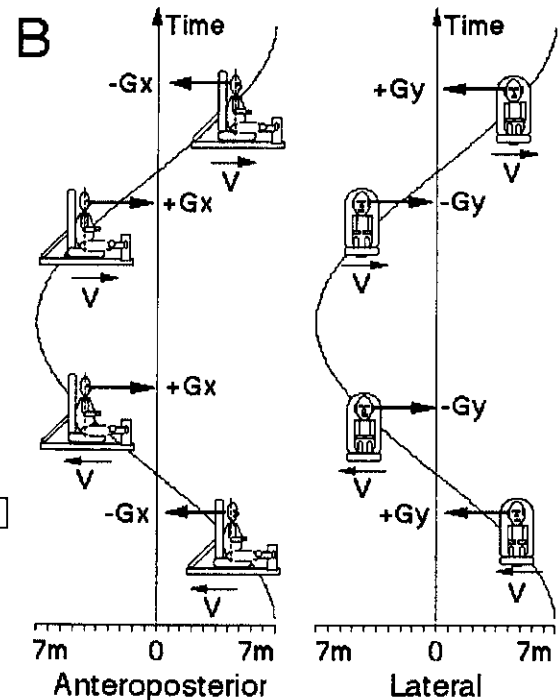 B
Time
-Gx
V
+Gx
V
+Gx
V
-Gx
V
7m 0 7m
Anteroposterior
Time
+Gy
V
-Gy
V
-Gy
V
+Gy
V
7m 0 7m
Lateral